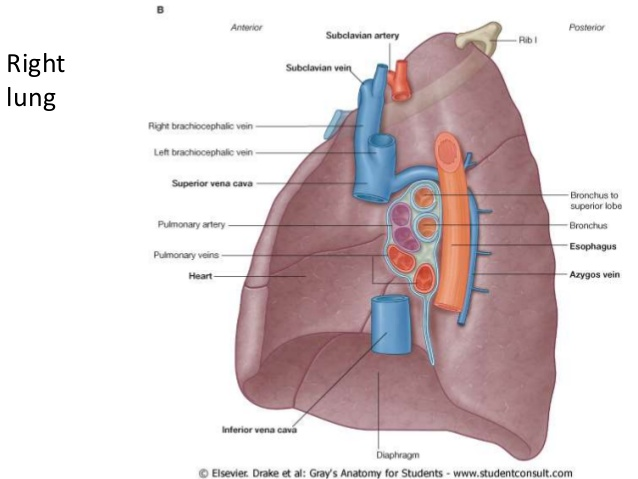 B
Anterior
Posterior
Subclavian artery
Rib I
Right
lung
Subclavian vein
Right brachiocephalic vein
Left brachiocephalic vein
Superior vena cava
Bronchus to
superior lobe
Pulmonary artery
Bronchus
Esophagus
Pulmonary veins
Heart
Azygos vein
Inferior vena cava
Diaphragm
© Elsevier. Drake et al: Gray's Anatomy for Students - www.studentconsult.com